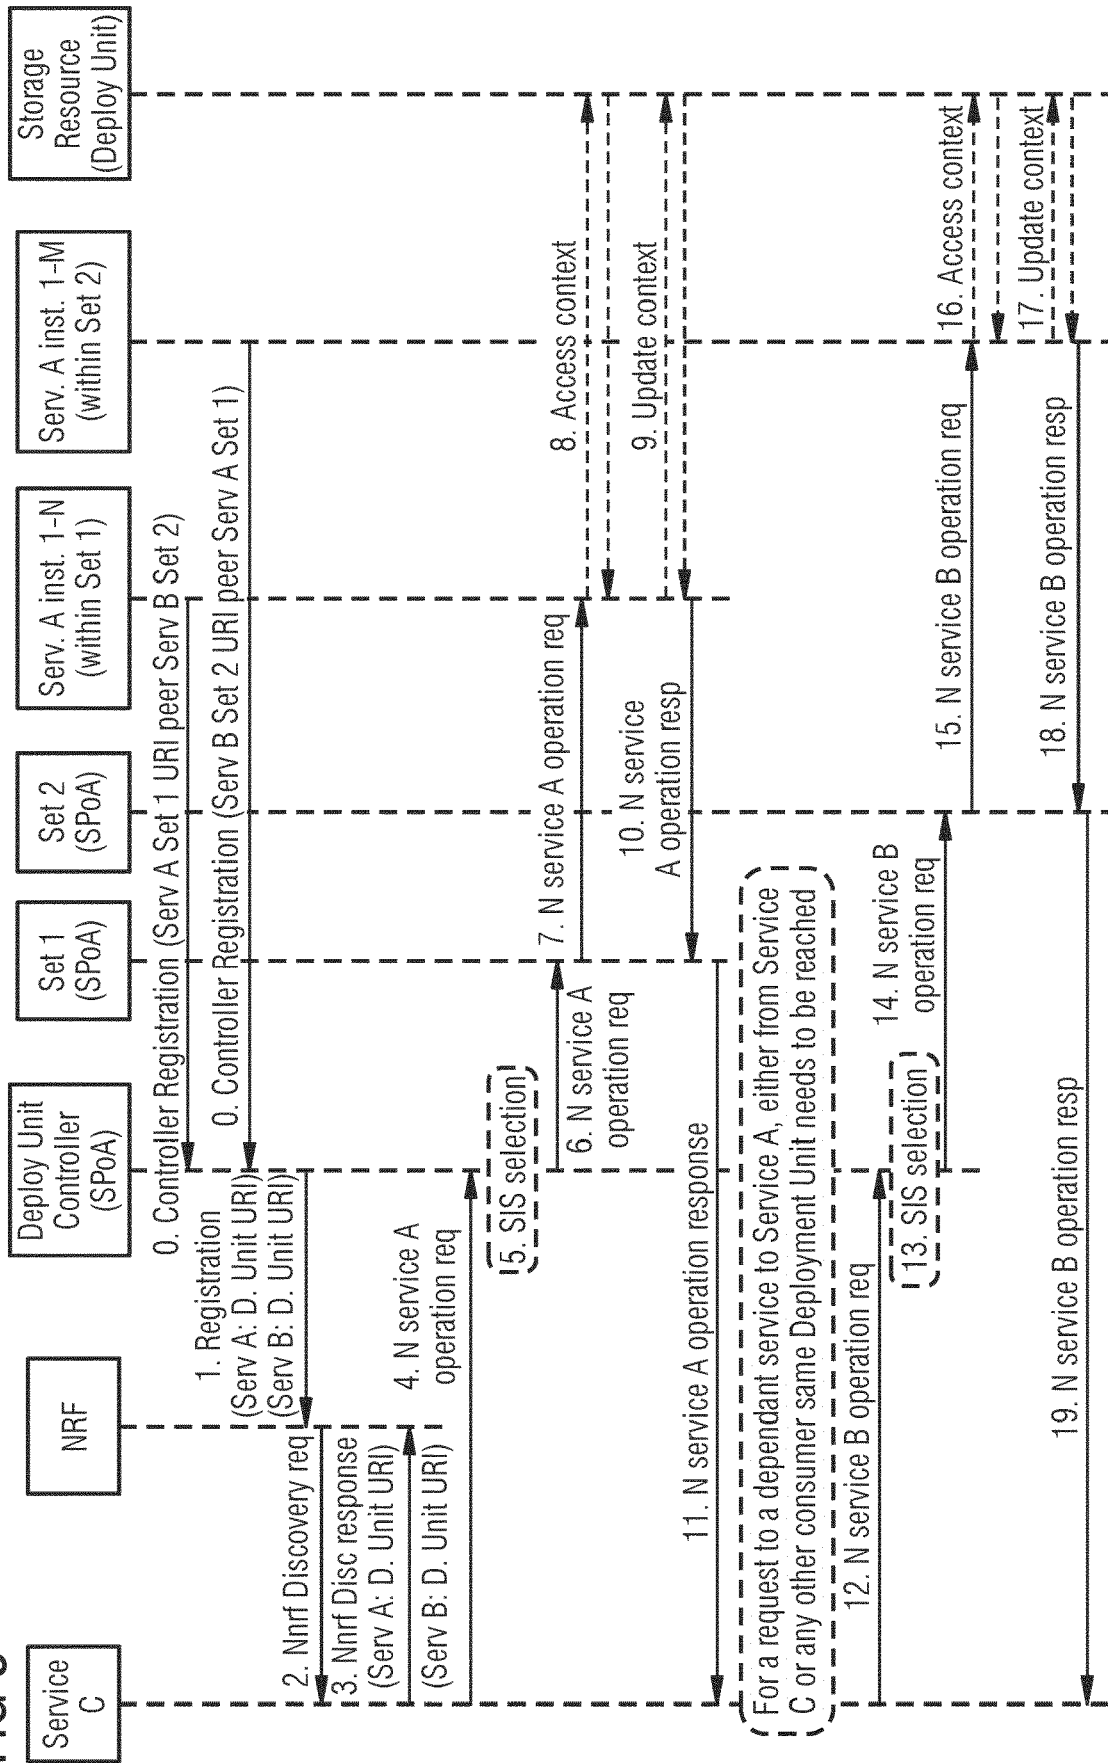 Service
C
NRF
Deploy Unit
Controller
(SPoA)
Set 1
(SPoA)
Set 2
(SPoA)
Serv. A inst. 1-N
(within Set 1)
Serv. A inst. 1-M
(within Set 2)
Storage
Resource
(Deploy Unit)
0. Controller Registration (Serv A Set 1 URI peer Serv B Set 2)
0. Controller Registration (Serv B Set 2 URI peer Serv A Set 1)
1. Registration
(Serv A: D. Unit URI)
(Serv B: D. Unit URI)
2. Nnrf Discovery req
3. Nnrf Disc response
(Serv A: D. Unit URI)
(Serv B: D. Unit URI)
4. N service A
operation req
5. SIS selection
6. N service A
operation req
7. N service A operation req
8. Access context
9. Update context
10. N service
A operation resp
11. N service A operation response
For a request to a dependant service to Service A, either from Service
C or any other consumer same Deployment Unit needs to be reached
12. N service B operation req
13. SIS selection
14. N service B
operation req
15. N service B operation req
16. Access context
17. Update context
18. N service B operation resp
19. N service B operation resp